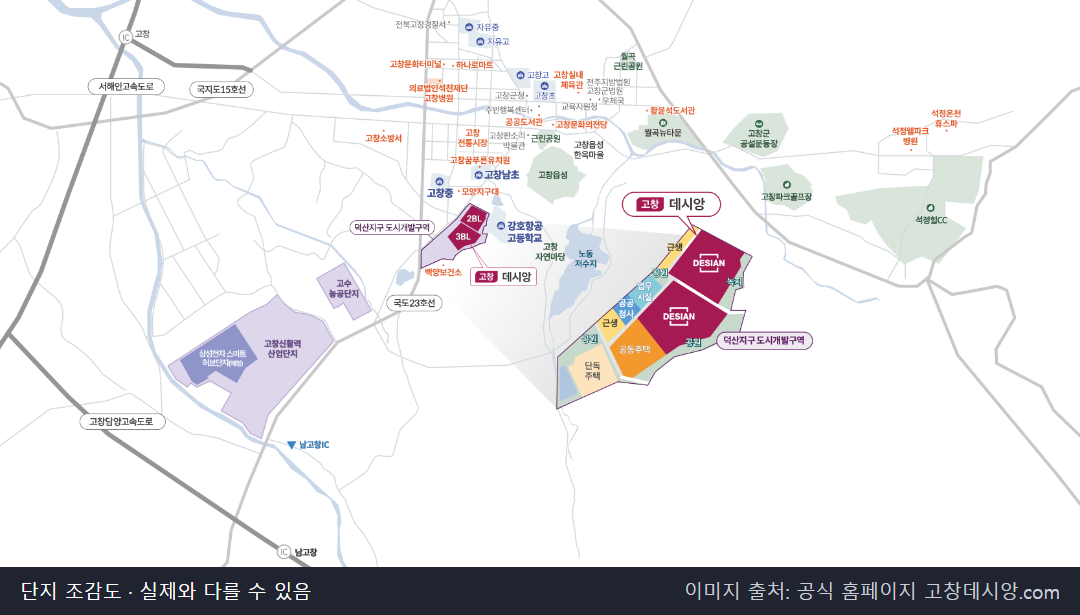 IC 고창
서해안고속도로
국지도15호선
전북고창경찰서
자유중
자유고
고창문화터미널
하나로마트
의료법인석천재단
고창병원
고창고
고창초
고창실내
체육관
월곡
근린공원
전주지방법원
고창군법원
우체국
고창군청
교육지원청
주민행복센터
공공도서관
고창문화의전당
황윤석도서관
월곡뉴타운
고창군
공설운동장
석정온천
휴스파
석정웰파크
병원
고창소방서
고창
전통시장
고창판소리
박물관
근린공원
고창읍성
한옥마을
고창꿈푸른유치원
고창남초
고창읍성
고창중
모양지구대
고창파크골프장
석정힐CC
덕산지구 도시개발구역
2BL
3BL
강호항공
고등학교
고창
자연마당
노동
저수지
고창 데시앙
백양보건소
고창 데시앙
국도23호선
고수
농공단지
고창신활력
산업단지
삼성전자 스마트
허브단지(예정)
근생
DESIAN
공원
녹지
업무
시설
공공
청사
DESIAN
근생
공원
공동주택
공원
단독
주택
덕산지구 도시개발구역
고창담양고속도로
남고창IC
IC 남고창
단지 조감도 · 실제와 다를 수 있음
이미지 출처: 공식 홈페이지 고창데시앙.com